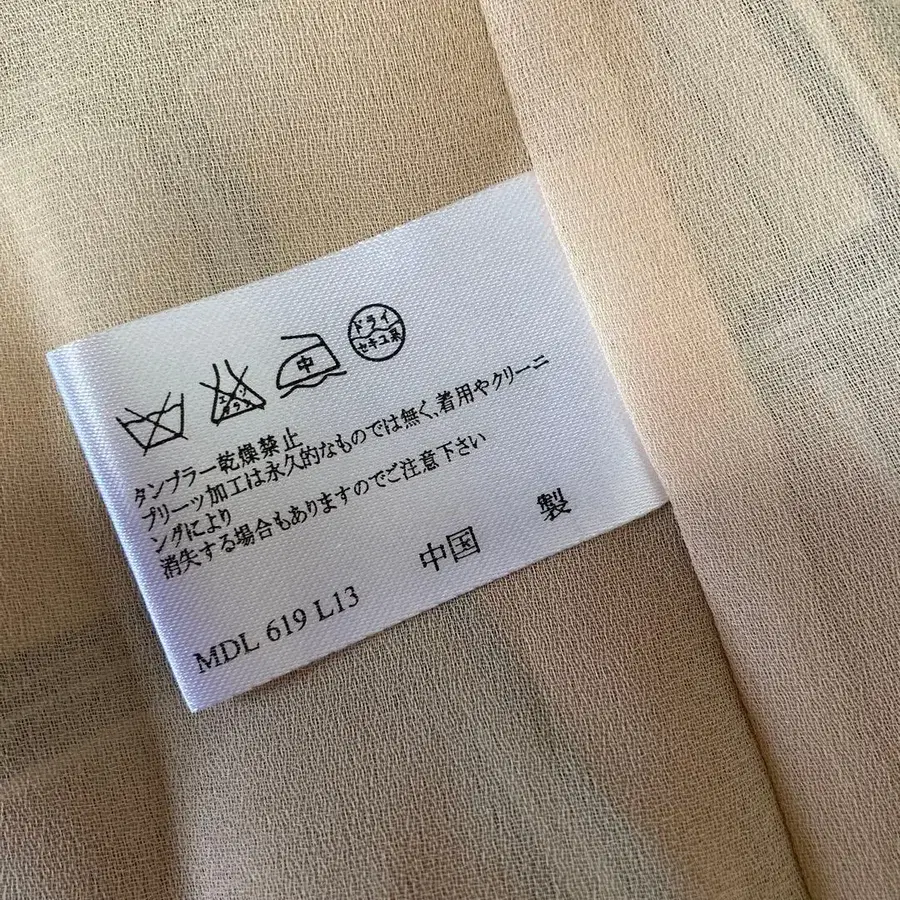 中
ドライ
セキユ系
タンブラー乾燥禁止
プリーツ加工は永久的なものでは無く、着用やクリーニ
ングにより
消失する場合もありますのでご注意下さい
中国 製
MDL 619 L13